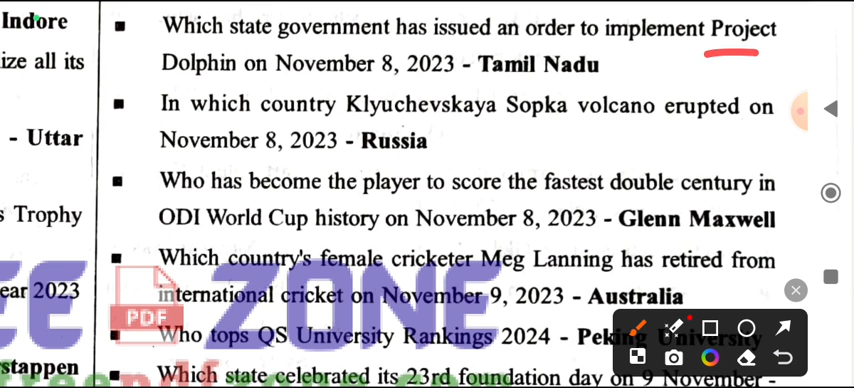 Indore
ize all its
- Uttar
s Trophy
ear 2023
stappen
■ Which state government has issued an order to implement Project
Dolphin on November 8, 2023 - Tamil Nadu
■ In which country Klyuchevskaya Sopka volcano erupted on
November 8, 2023 - Russia
■ Who has become the player to score the fastest double century in
ODI World Cup history on November 8, 2023 - Glenn Maxwell
■ Which country's female cricketer Meg Lanning has retired from
international cricket on November 9, 2023 - Australia
■ Who tops QS University Rankings 2024 - Peking University
■ Which state celebrated its 23rd foundation day on 9 November -
EE ZONE
PDF